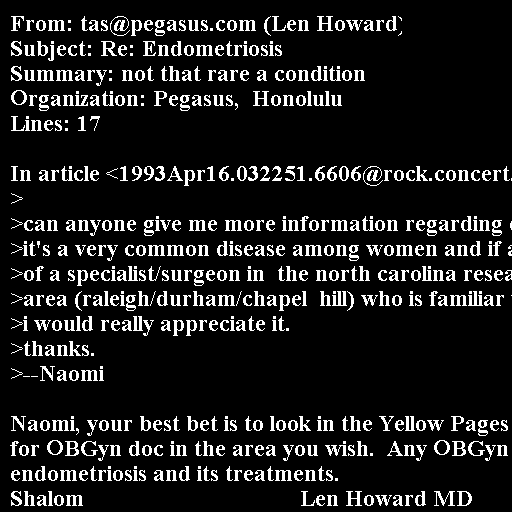 From: tas@pegasus.com (Len Howard)
Subject: Re: Endometriosis
Summary: not that rare a condition
Organization: Pegasus,  Honolulu
Lines: 17

In article <1993Apr16.032251.6606@rock.concert.
>
>can anyone give me more information regarding
>it's a very common disease among women and if a
>of a specialist/surgeon in  the north carolina resea
>area (raleigh/durham/chapel  hill) who is familiar
>i would really appreciate it.
>thanks.
>--Naomi

Naomi, your best bet is to look in the Yellow Pages
for OBGyn doc in the area you wish.  Any OBGyn
endometriosis and its treatments.
Shalom                               Len Howard MD